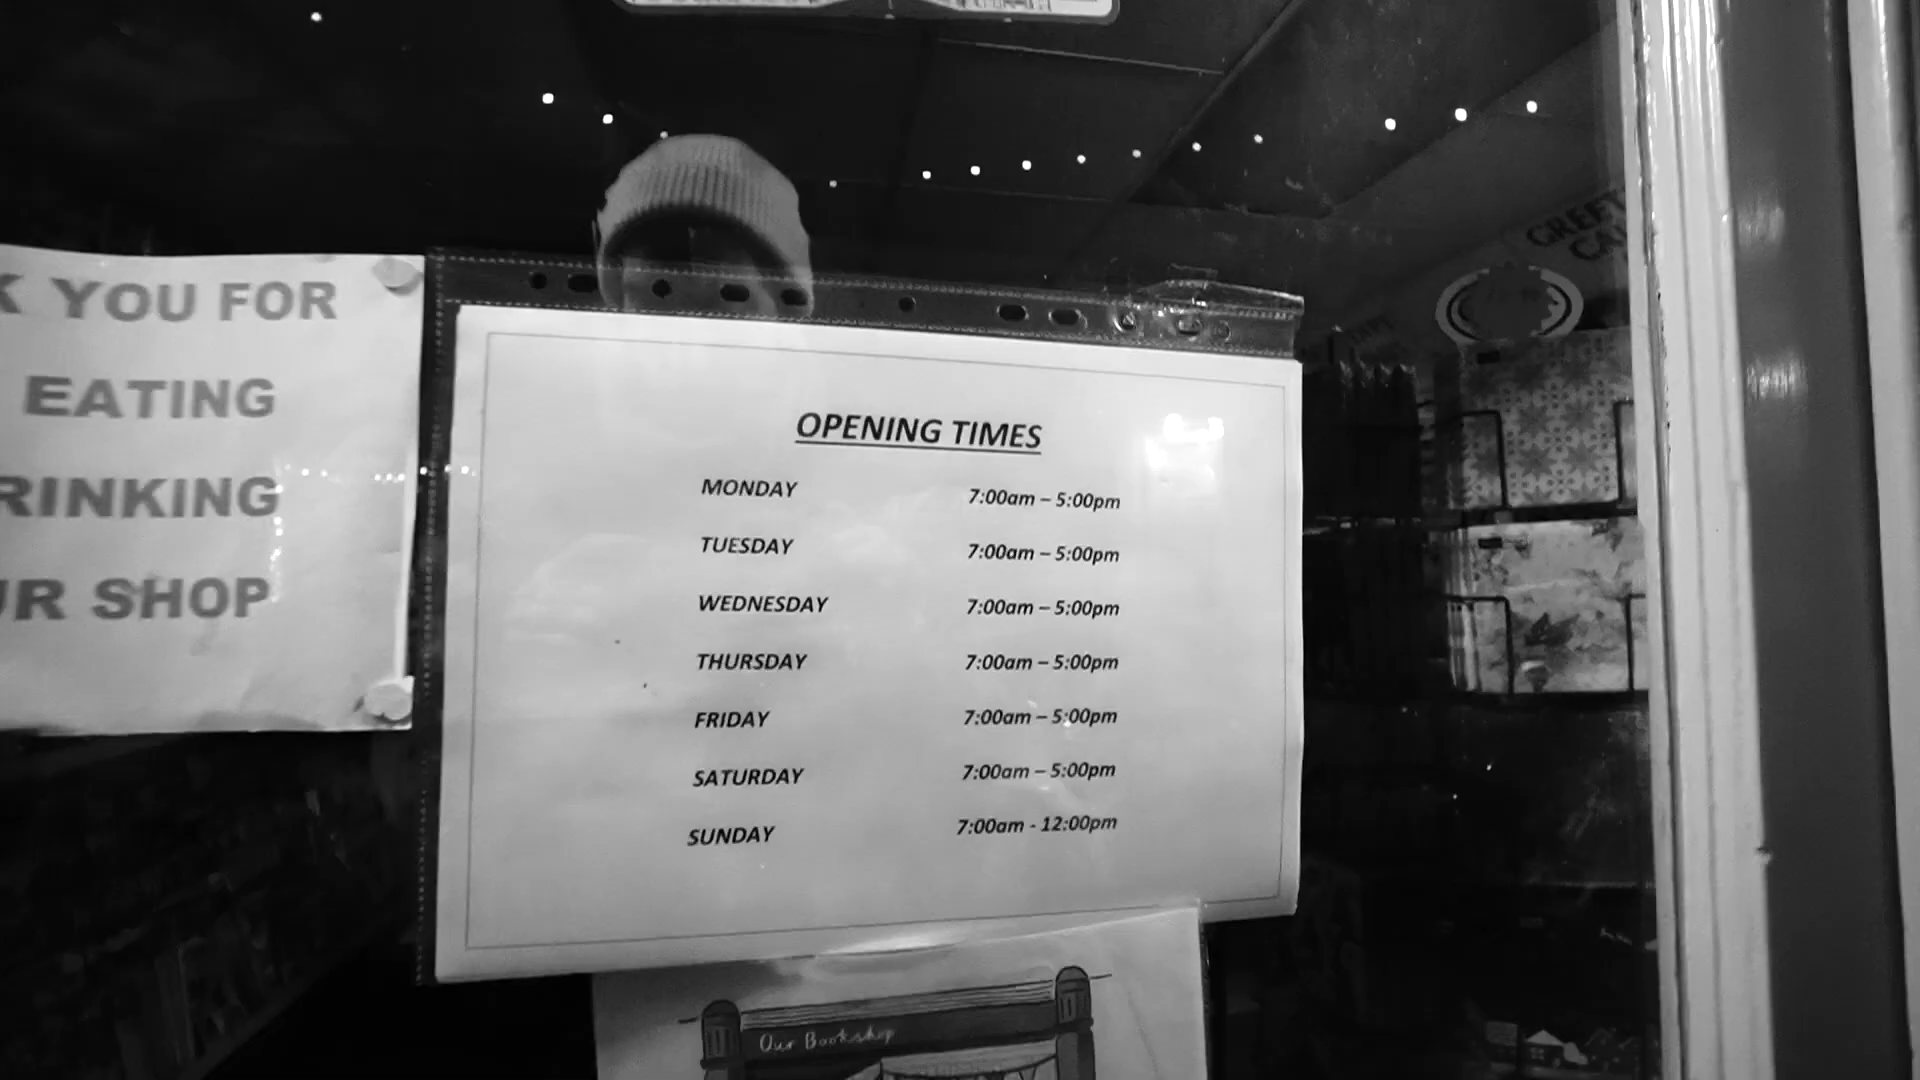 K YOU FOR
EATING
RINKING
UR SHOP
OPENING TIMES
MONDAY 7:00am – 5:00pm
TUESDAY 7:00am – 5:00pm
WEDNESDAY 7:00am – 5:00pm
THURSDAY 7:00am – 5:00pm
FRIDAY 7:00am – 5:00pm
SATURDAY 7:00am – 5:00pm
SUNDAY 7:00am - 12:00pm
Our Bookshop
GREET
CA